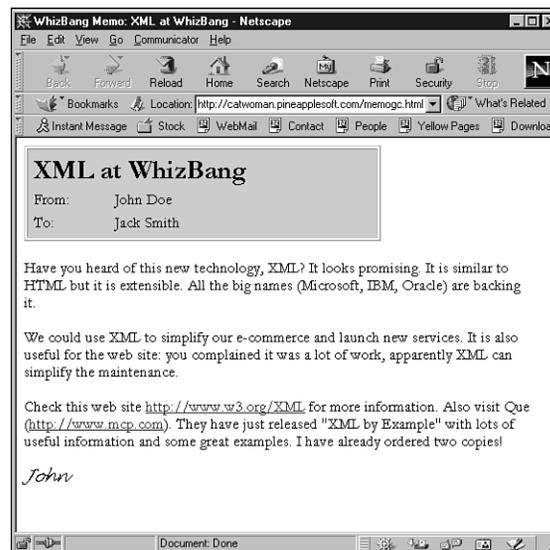 WhizBang Memo: XML at WhizBang - Netscape
File Edit View Go Communicator Help
Back Forward Reload Home Search Netscape Print Security Stop
Bookmarks Location: http://catwoman.pineapplesoft.com/memogc.html What's Related
Instant Message Stock WebMail Contact People Yellow Pages Downloa
XML at WhizBang
From: John Doe
To: Jack Smith
Have you heard of this new technology, XML? It looks promising. It is similar to
HTML but it is extensible. All the big names (Microsoft, IBM, Oracle) are backing
it.
We could use XML to simplify our e-commerce and launch new services. It is also
useful for the web site: you complained it was a lot of work, apparently XML can
simplify the maintenance.
Check this web site http://www.w3.org/XML for more information. Also visit Que
(http://www.mcp.com). They have just released "XML by Example" with lots of
useful information and some great examples. I have already ordered two copies!
John
Document: Done